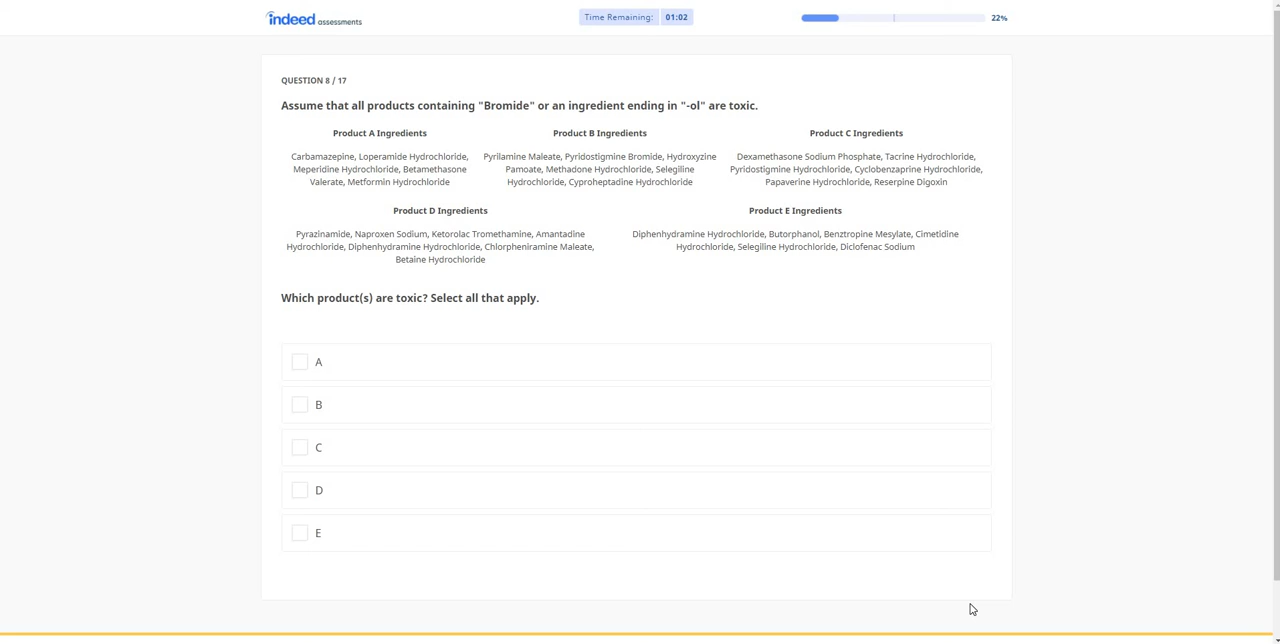 indeed assessments
Time Remaining: 01:02
22%
QUESTION 8 / 17
Assume that all products containing "Bromide" or an ingredient ending in "-ol" are toxic.
Product A Ingredients
Carbamazepine, Loperamide Hydrochloride,
Meperidine Hydrochloride, Betamethasone
Valerate, Metformin Hydrochloride
Product B Ingredients
Pyrilamine Maleate, Pyridostigmine Bromide, Hydroxyzine
Pamoate, Methadone Hydrochloride, Selegiline
Hydrochloride, Cyproheptadine Hydrochloride
Product C Ingredients
Dexamethasone Sodium Phosphate, Tacrine Hydrochloride,
Pyridostigmine Hydrochloride, Cyclobenzaprine Hydrochloride,
Papaverine Hydrochloride, Reserpine Digoxin
Product D Ingredients
Pyrazinamide, Naproxen Sodium, Ketorolac Tromethamine, Amantadine
Hydrochloride, Diphenhydramine Hydrochloride, Chlorpheniramine Maleate,
Betaine Hydrochloride
Product E Ingredients
Diphenhydramine Hydrochloride, Butorphanol, Benztropine Mesylate, Cimetidine
Hydrochloride, Selegiline Hydrochloride, Diclofenac Sodium
Which product(s) are toxic? Select all that apply.
A
B
C
D
E